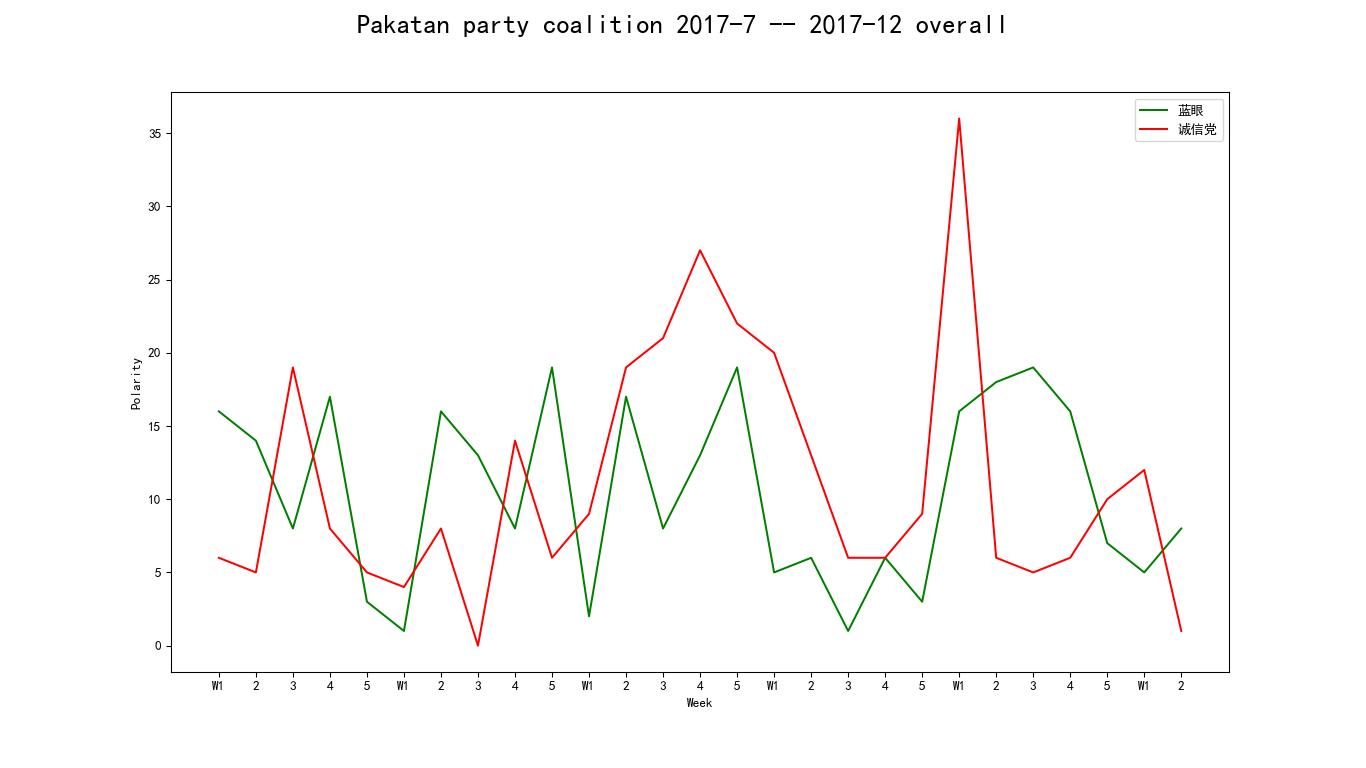 Pakatan party coalition 2017-7 -- 2017-12 overall
蓝眼
诚信党
35
30
25
20
15
10
5
0
Polarity
W1 2 3 4 5 W1 2 3 4 5 W1 2 3 4 5 W1 2 3 4 5 W1 2 3 4 5 W1 2
Week